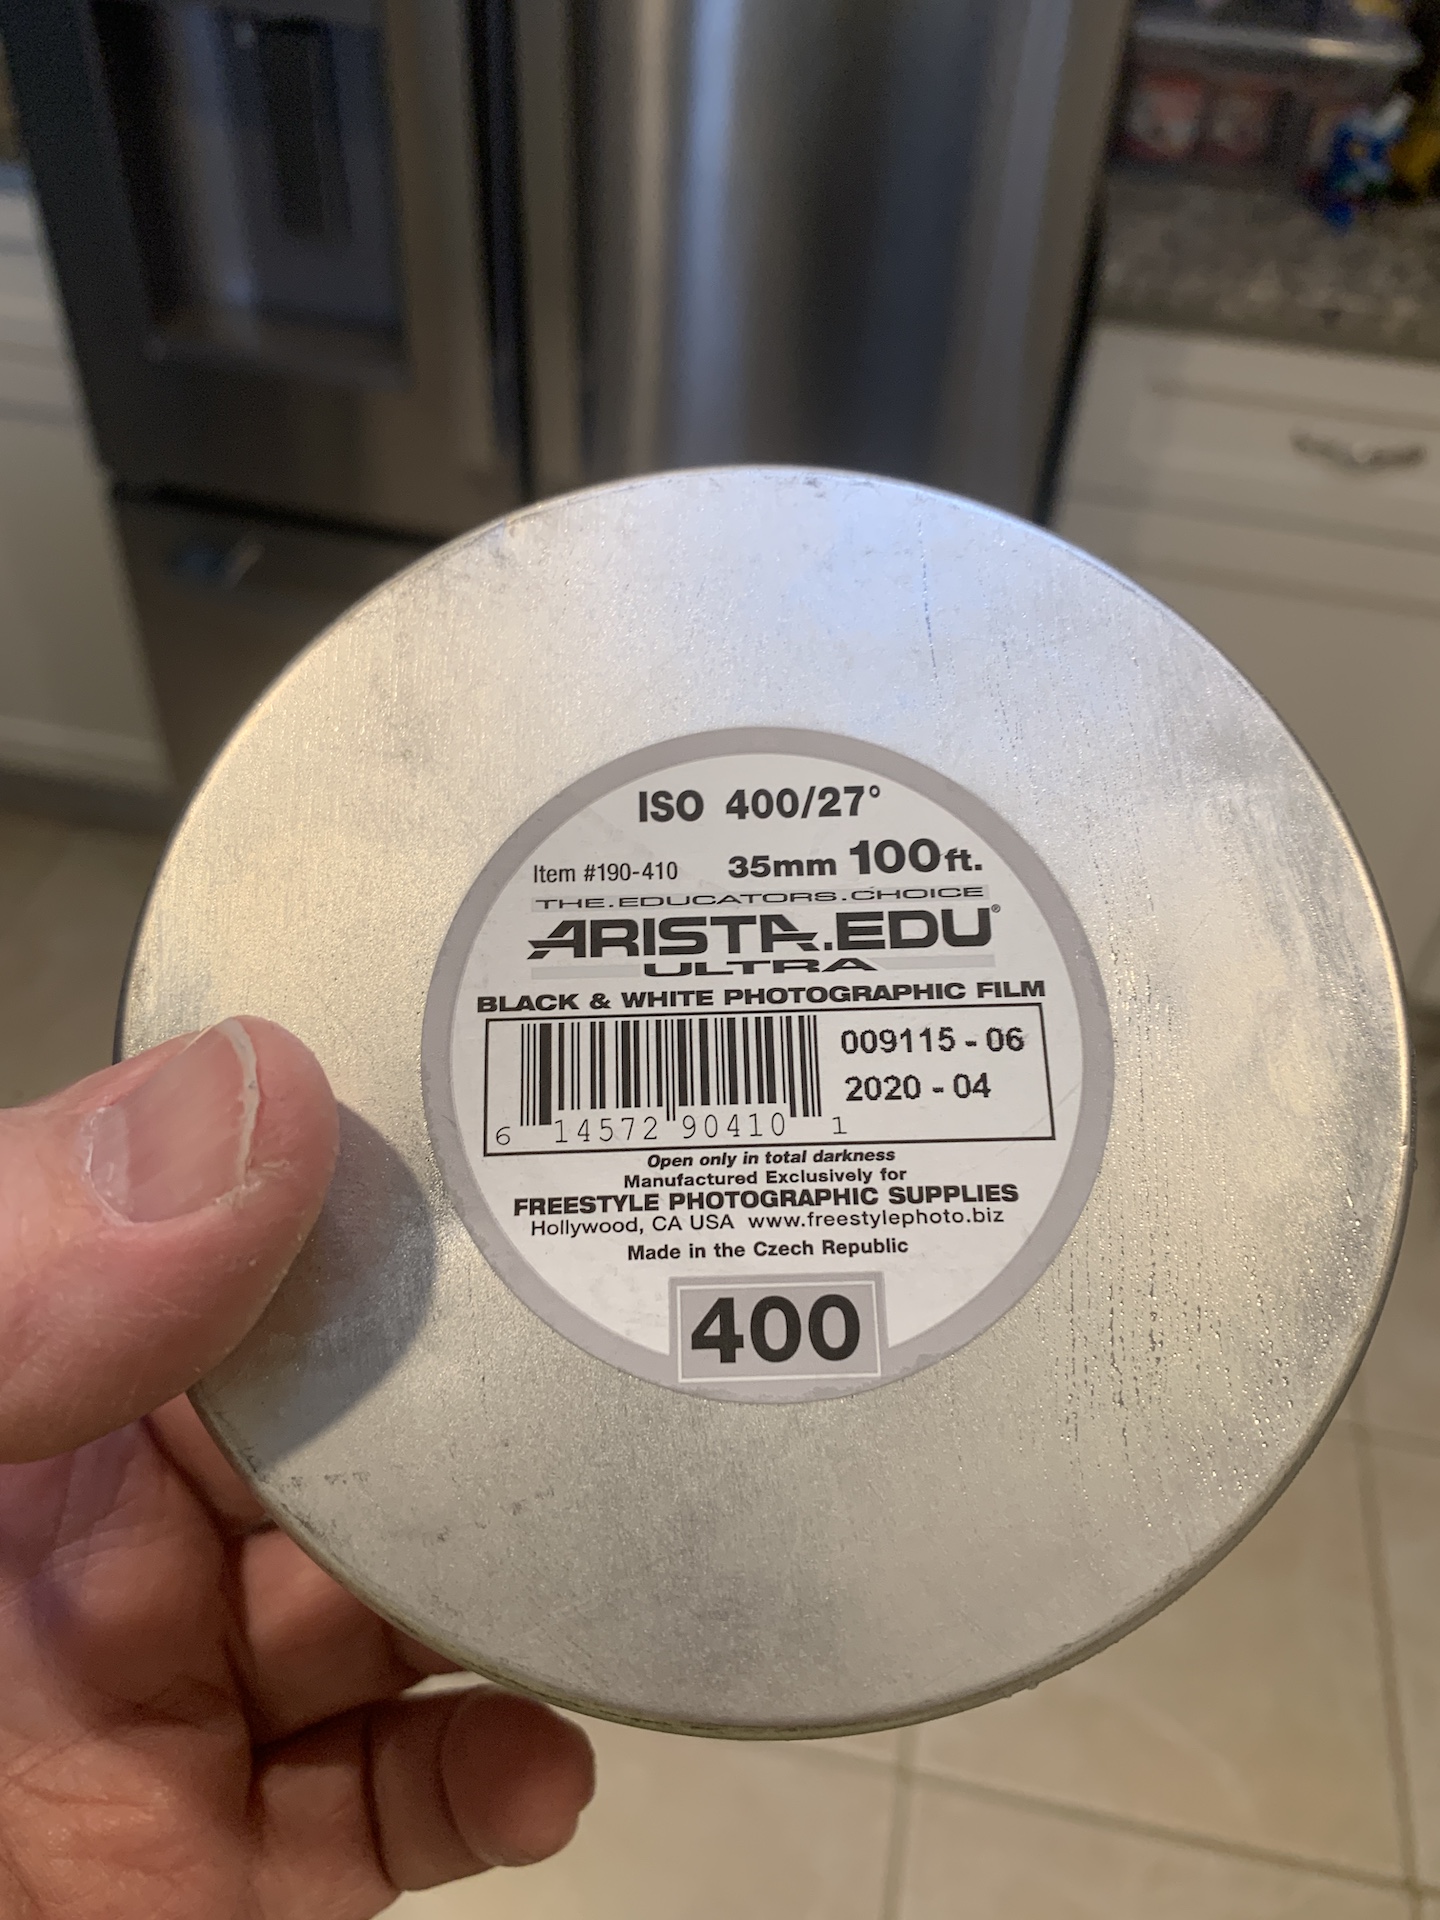 ISO 400/27°
Item #190-410 35mm 100ft.
THE.EDUCATORS.CHOICE
ARISTA.EDU®
ULTRA
BLACK & WHITE PHOTOGRAPHIC FILM
009115 - 06
2020 - 04
6 14572 90410 1
Open only in total darkness
Manufactured Exclusively for
FREESTYLE PHOTOGRAPHIC SUPPLIES
Hollywood, CA USA www.freestylephoto.biz
Made in the Czech Republic
400